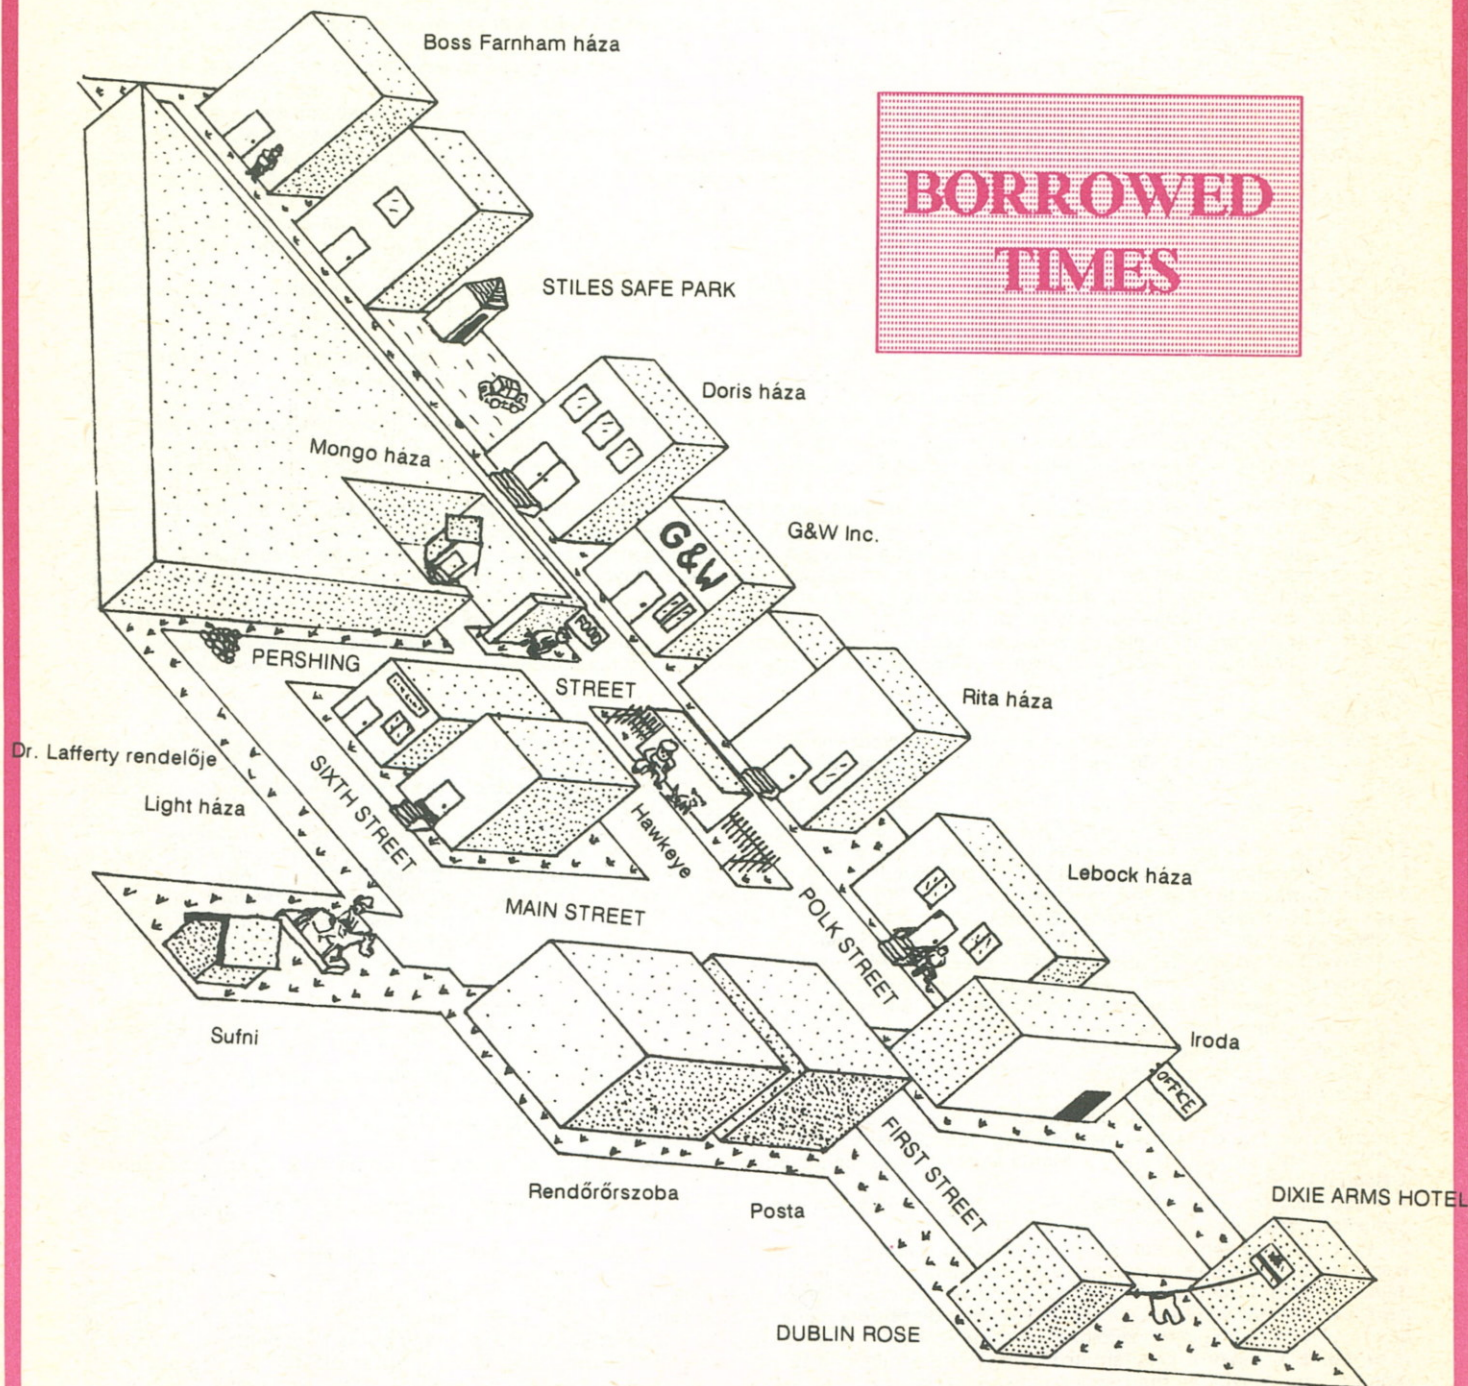 Boss Farnham háza
BORROWED
TIMES
STILES SAFE PARK
Doris háza
Mongo háza
G&W
G&W Inc.
FOOD
PERSHING
STREET
Rita háza
Dr. Lafferty rendelője
SIXTH STREET
Light háza
Hawkeye
Lebock háza
MAIN STREET
POLK STREET
Sufni
Iroda
OFFICE
FIRST STREET
Rendőrőrszoba
Posta
DIXIE ARMS HOTEL
DUBLIN ROSE